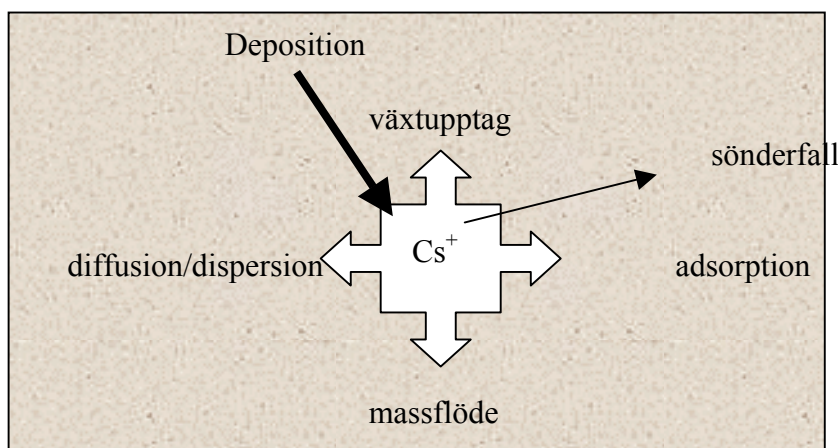 Deposition
växtupptag
sönderfall
Cs⁺
diffusion/dispersion
adsorption
massflöde